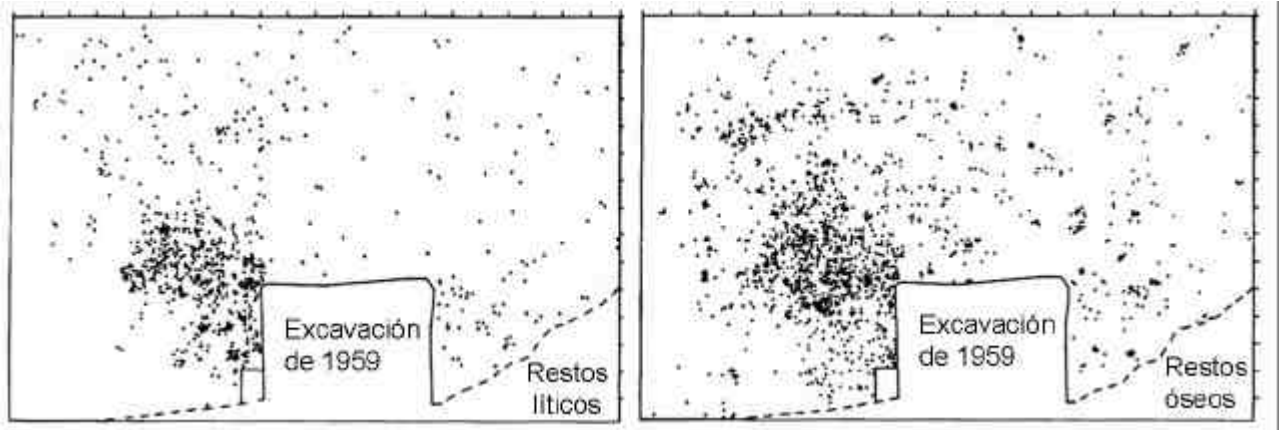 Excavación
de 1959
Restos
líticos
Excavación
de 1959
Restos
óseos